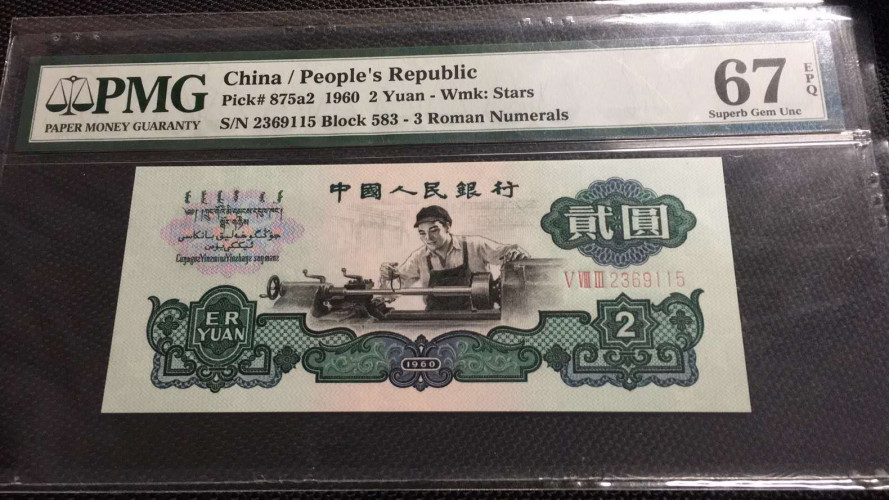 PMG
PAPER MONEY GUARANTY
China / People's Republic
Pick# 875a2 1960 2 Yuan - Wmk: Stars
S/N 2369115 Block 583 - 3 Roman Numerals
67
EPQ
Superb Gem Unc
中國人民銀行
貳圓
V VIII III 2369115
ER
YUAN
2
1960